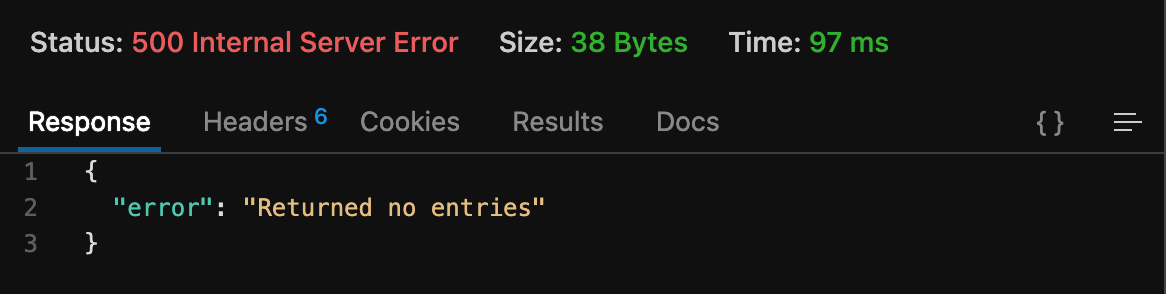 Status: 500 Internal Server Error Size: 38 Bytes Time: 97 ms
Response Headers 6 Cookies Results Docs { }
1 {
2 "error": "Returned no entries"
3 }